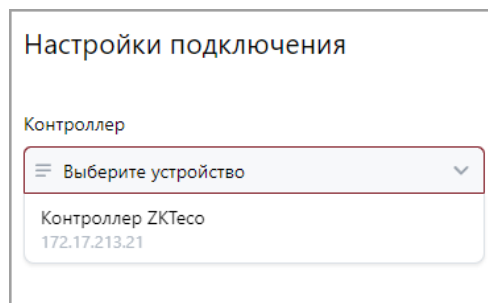 Настройки подключения
Контроллер
Выберите устройство
Контроллер ZKTeco
172.17.213.21